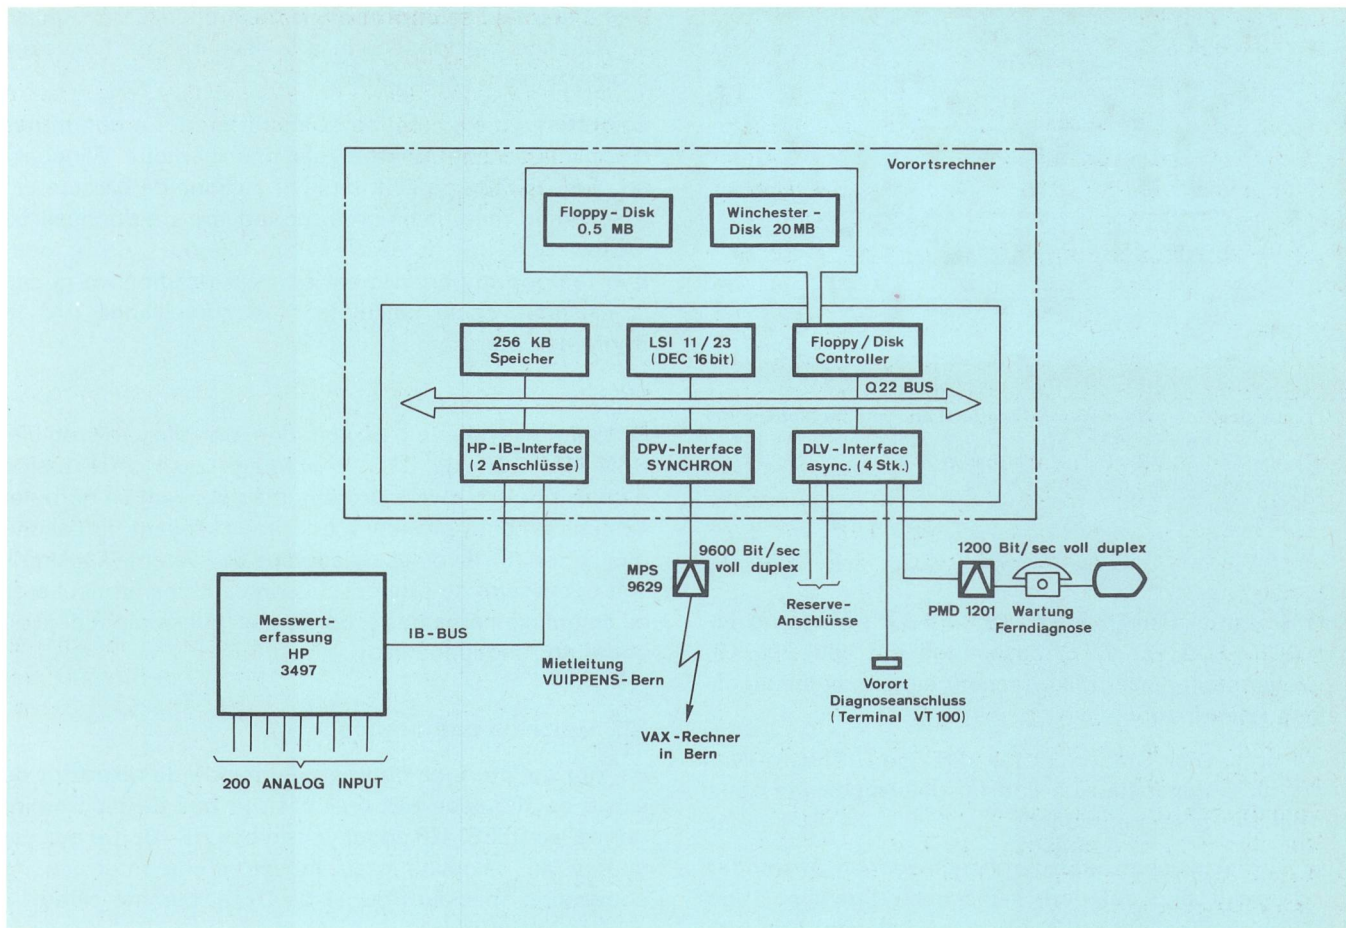 Vorortsrechner
Floppy - Disk
0,5 MB
Winchester -
Disk 20 MB
256 KB
Speicher
LSI 11 / 23
(DEC 16 bit)
Floppy / Disk
Controller
Q22 BUS
HP - IB - Interface
(2 Anschlüsse)
DPV - Interface
SYNCHRON
DLV - Interface
async. (4 Stk.)
MPS
9629
9600 Bit/sec
voll duplex
1200 Bit/sec voll duplex
PMD 1201
Wartung
Ferndiagnose
Reserve-
Anschlüsse
Messwert-
erfassung
HP
3497
IB - BUS
Mietleitung
VUIPPENS - Bern
Vorort
Diagnoseanschluss
(Terminal VT 100)
VAX - Rechner
in Bern
200 ANALOG INPUT